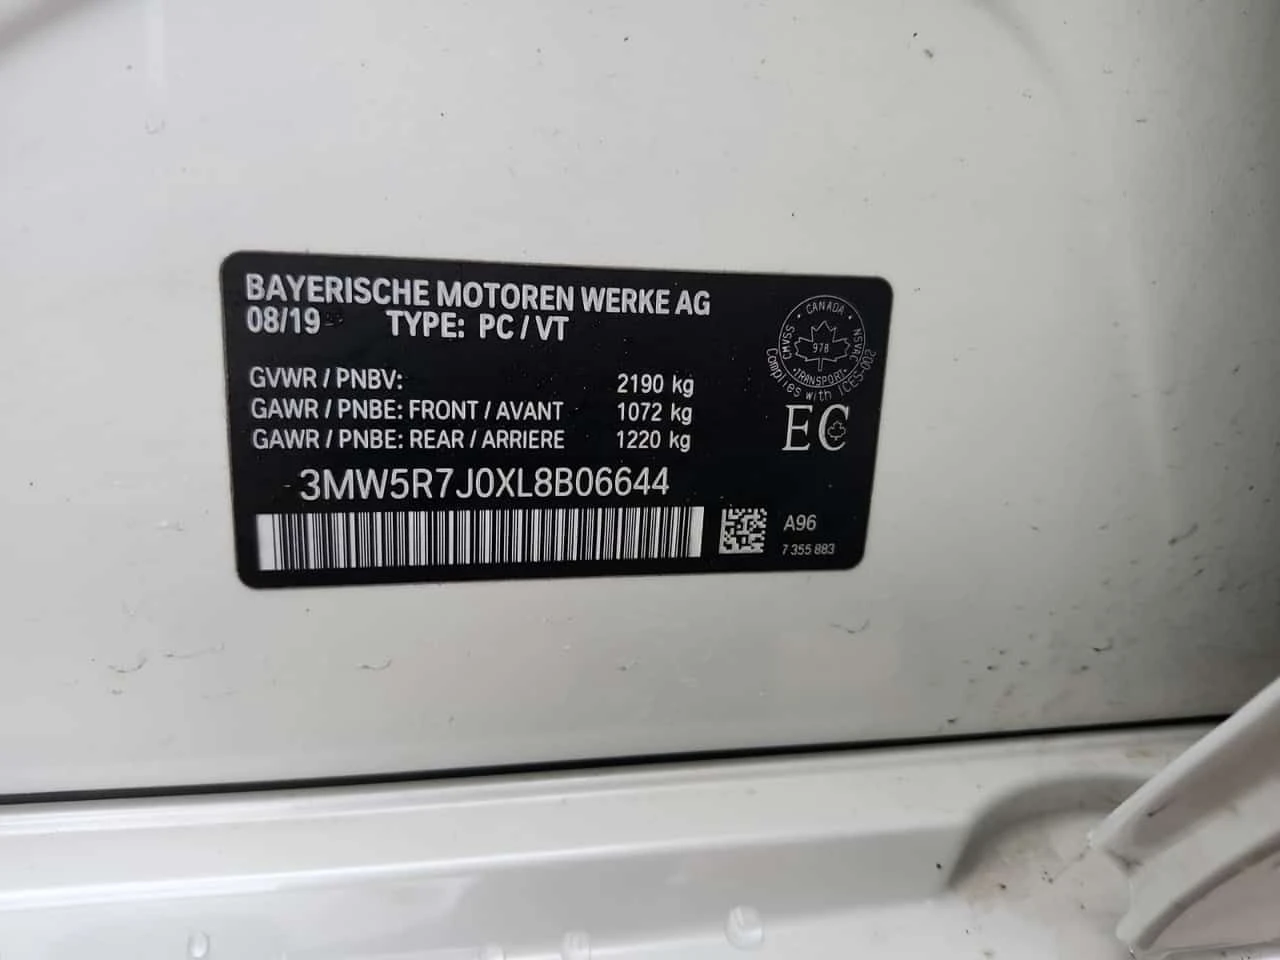 BAYERISCHE MOTOREN WERKE AG
08/19 TYPE: PC / VT
GVWR / PNBV: 2190 kg
GAWR / PNBE: FRONT / AVANT 1072 kg
GAWR / PNBE: REAR / ARRIERE 1220 kg
3MW5R7J0XL8B06644
CANADA
CMVSS
NSVAC
978
TRANSPORT
Complies with ICES-002
EC
A96
7 355 883